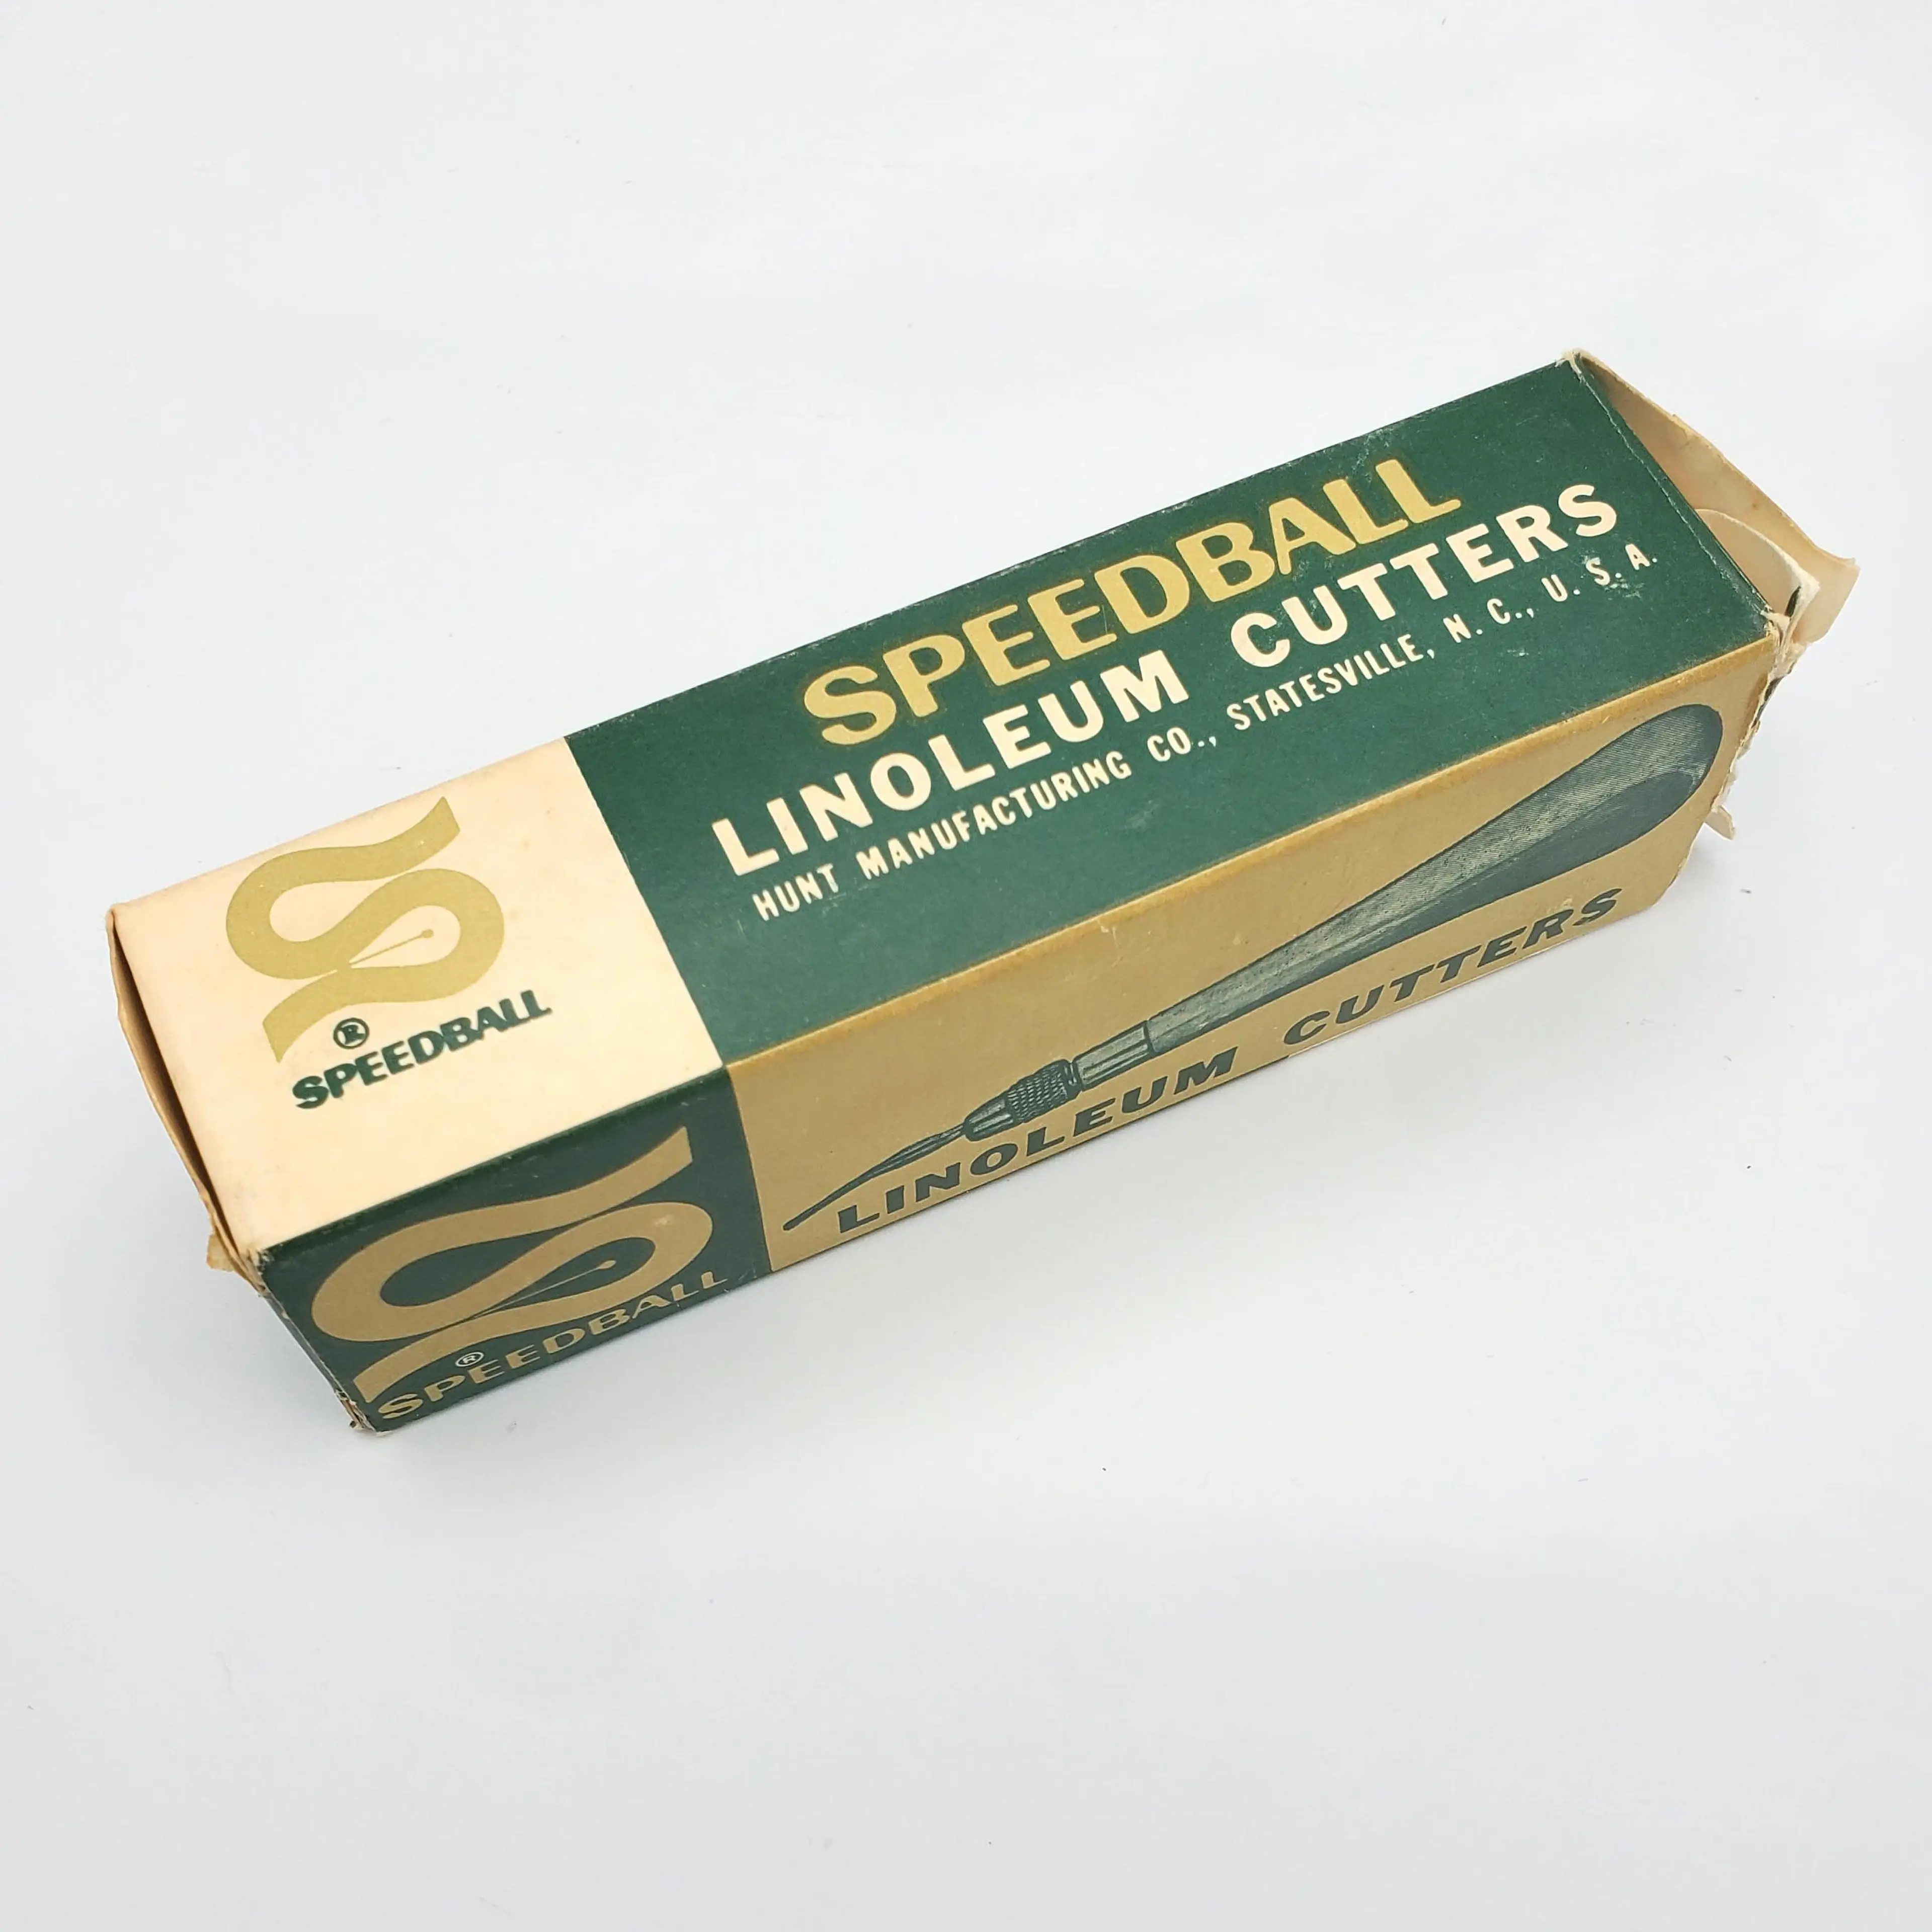 SPEEDBALL
LINOLEUM CUTTERS
HUNT MANUFACTURING CO., STATESVILLE, N. C., U. S. A.
®
SPEEDBALL
LINOLEUM CUTTERS
®
SPEEDBALL